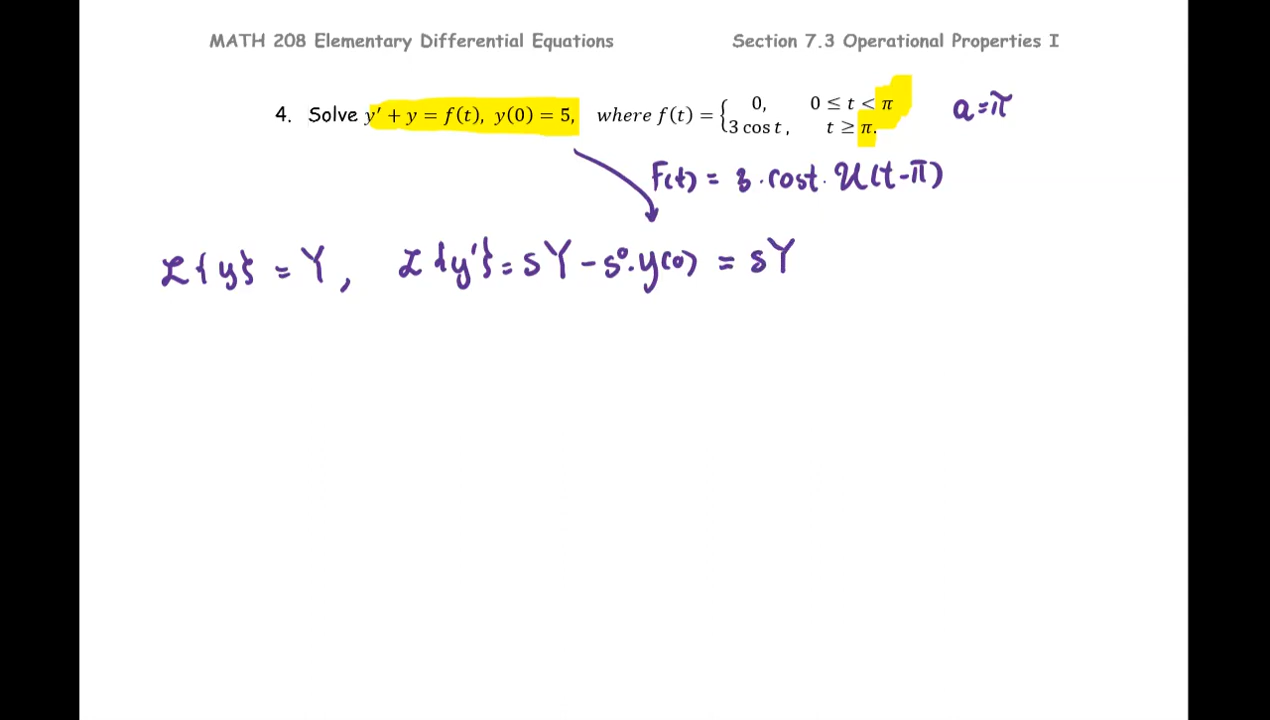 MATH 208 Elementary Differential Equations Section 7.3 Operational Properties I
4. Solve y′ + y = f(t), y(0) = 5, where f(t) = { 0, 0 ≤ t < π
3 cos t, t ≥ π.
a = π
F(t) = 3 · cost · U(t-π)
ℒ{y} = Y, ℒ{y'} = sY - s⁰·y(0) = sY